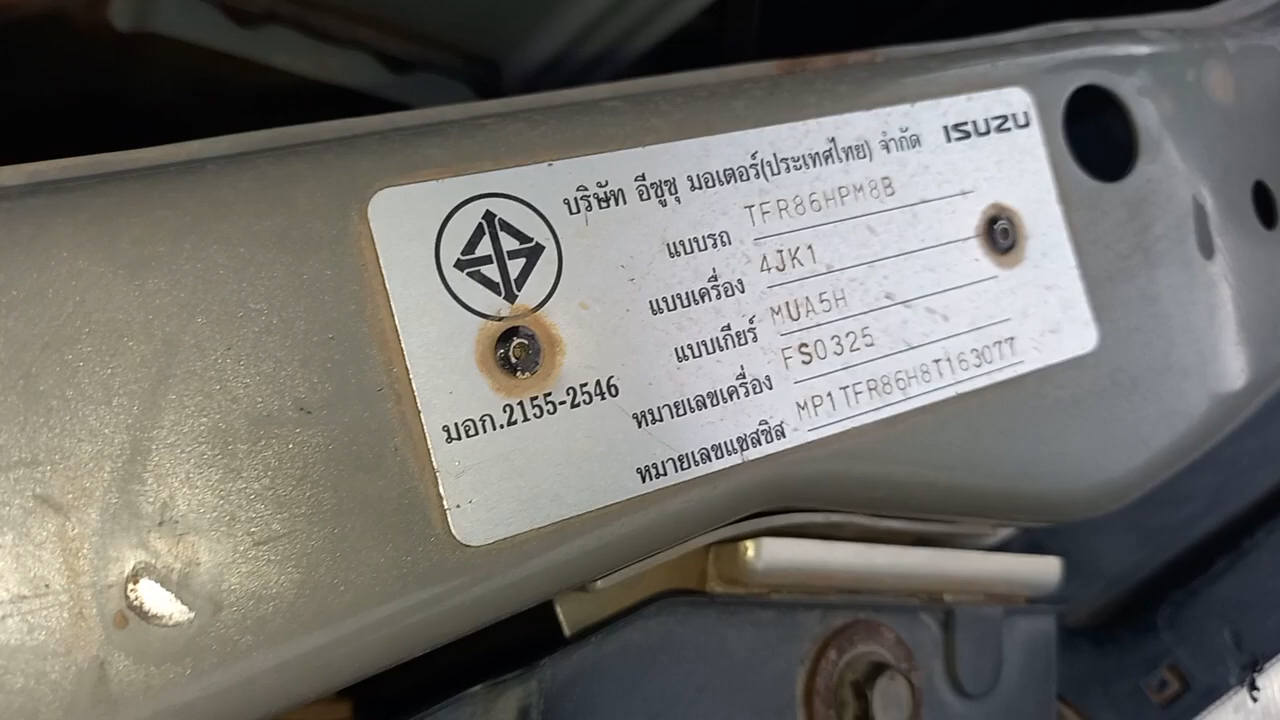 บริษัท อีซูซุ มอเตอร์(ประเทศไทย) จำกัด ISUZU
แบบรถ TFR86HPM8B
แบบเครื่อง 4JK1
แบบเกียร์ MUA5H
หมายเลขเครื่อง FS0325
หมายเลขแชสซิส MP1TFR86H8T163077
มอก.2155-2546